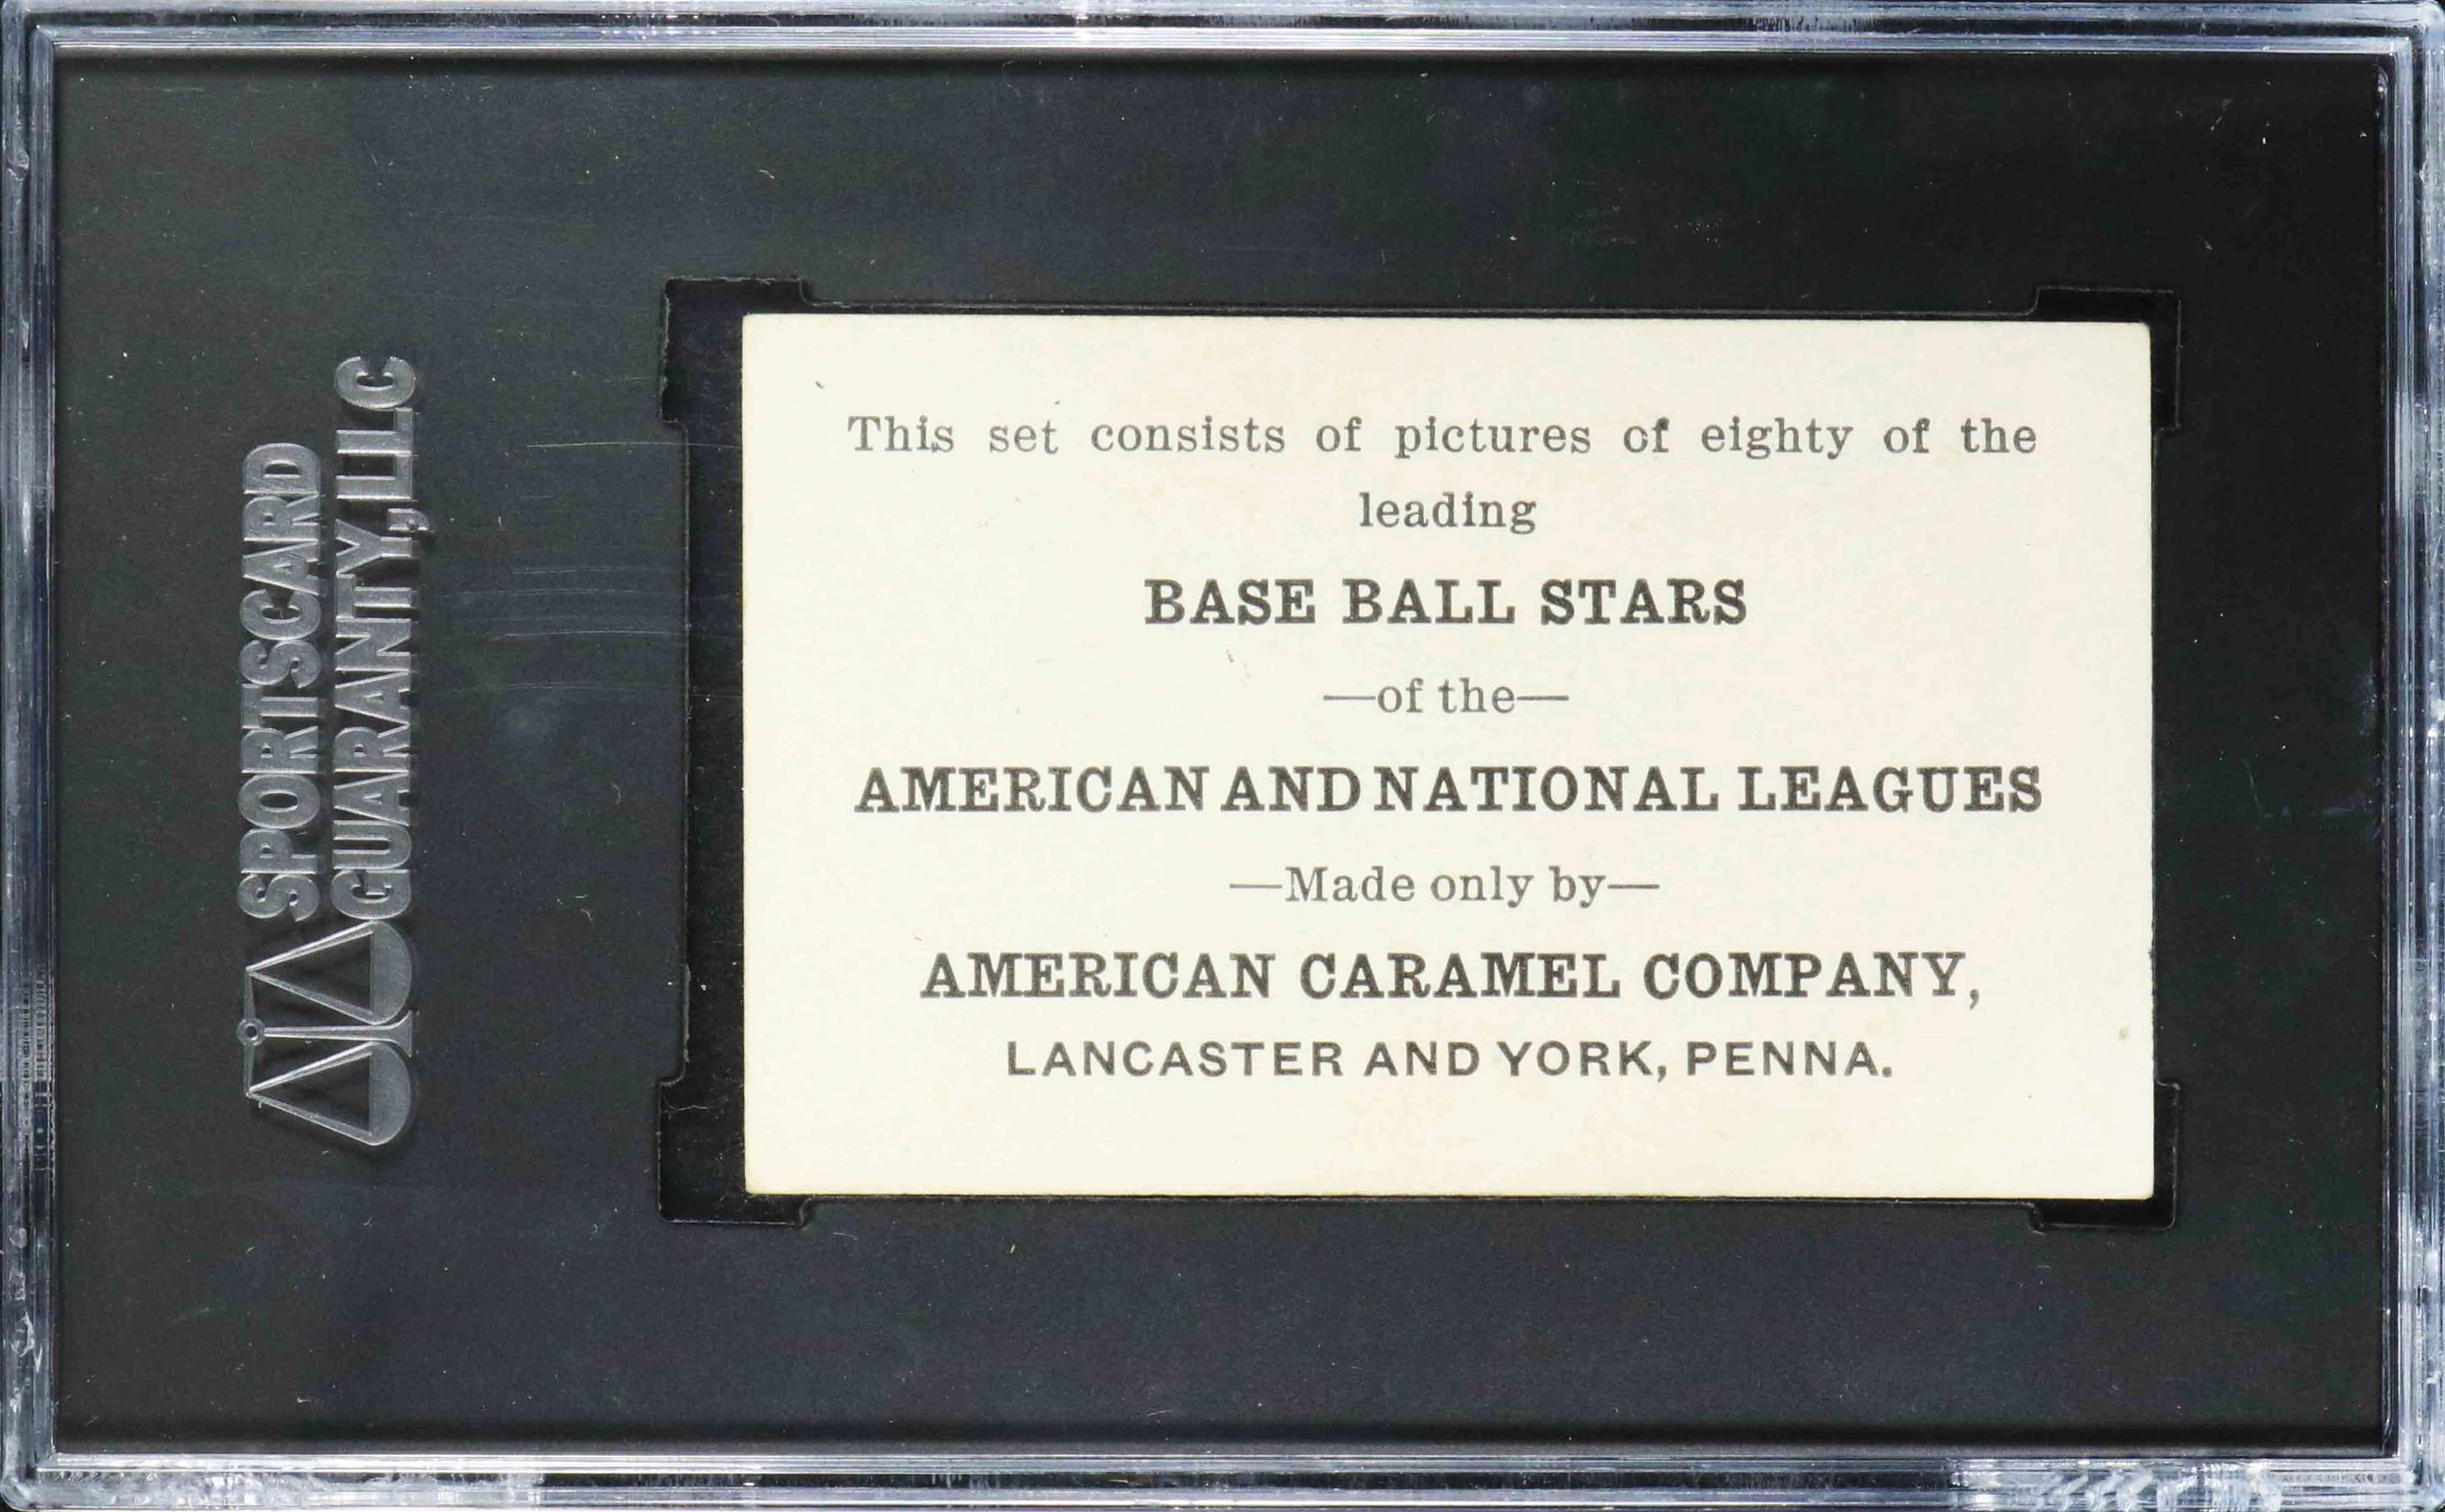 SPORTSCARD
GUARANTY, LLC
This set consists of pictures of eighty of the
leading
BASE BALL STARS
—of the—
AMERICAN AND NATIONAL LEAGUES
—Made only by—
AMERICAN CARAMEL COMPANY,
LANCASTER AND YORK, PENNA.